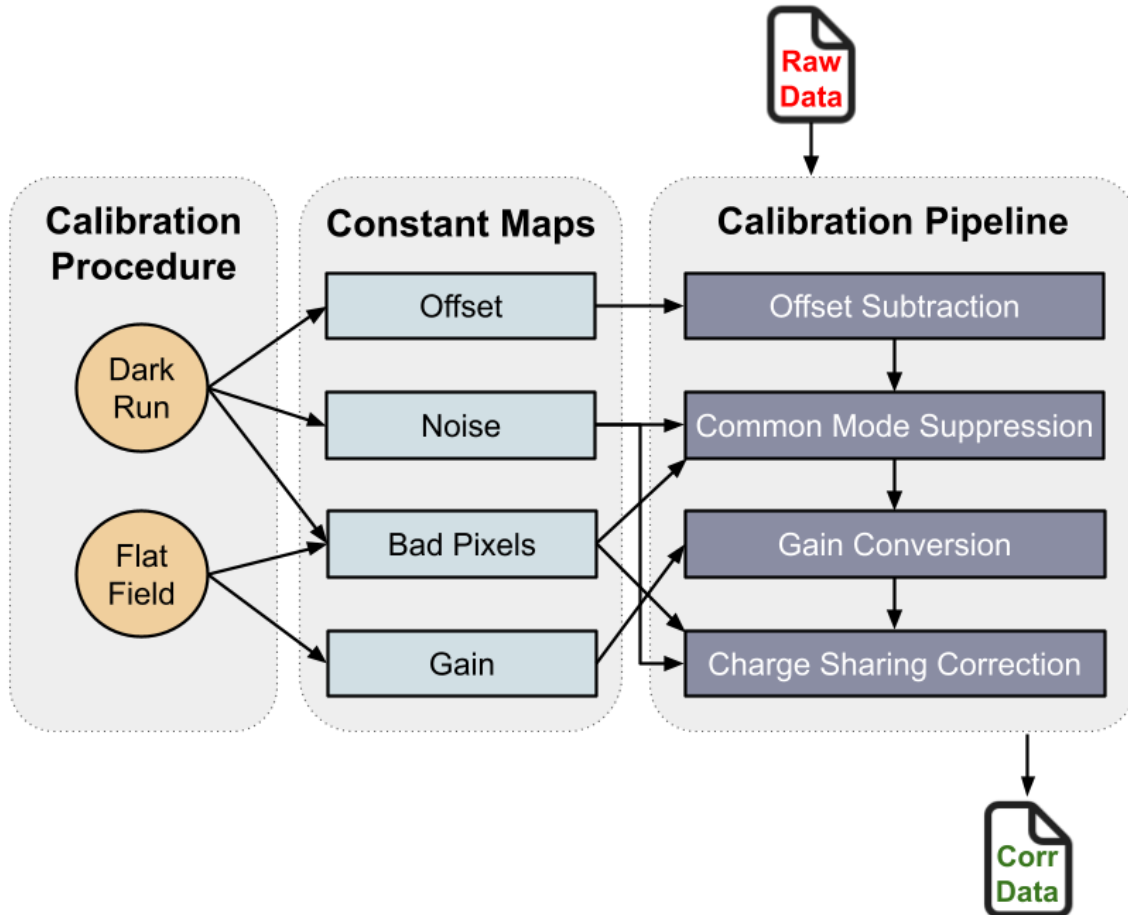 Raw
Data
Calibration
Procedure
Constant Maps
Calibration Pipeline
Dark
Run
Flat
Field
Offset
Noise
Bad Pixels
Gain
Offset Subtraction
Common Mode Suppression
Gain Conversion
Charge Sharing Correction
Corr
Data